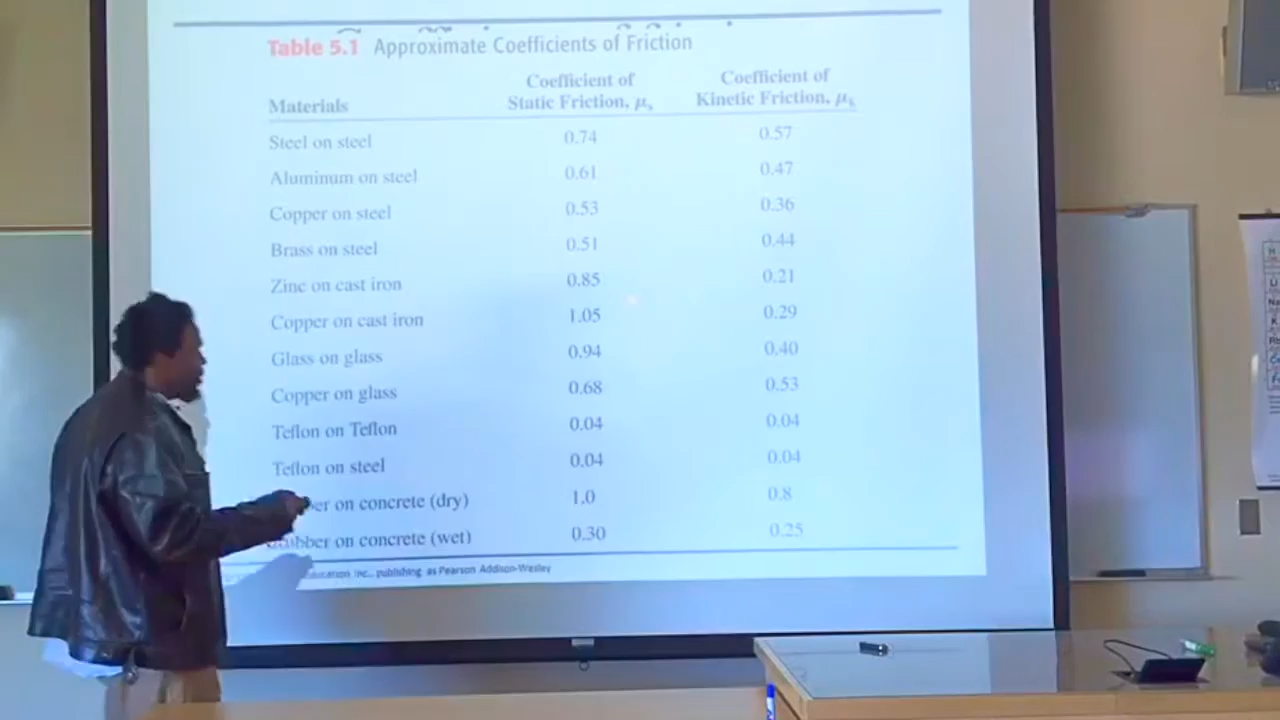 Table 5.1 Approximate Coefficients of Friction
Materials Coefficient of Static Friction, μs Coefficient of Kinetic Friction, μk
Steel on steel 0.74 0.57
Aluminum on steel 0.61 0.47
Copper on steel 0.53 0.36
Brass on steel 0.51 0.44
Zinc on cast iron 0.85 0.21
Copper on cast iron 1.05 0.29
Glass on glass 0.94 0.40
Copper on glass 0.68 0.53
Teflon on Teflon 0.04 0.04
Teflon on steel 0.04 0.04
on concrete (dry) 1.0 0.8
Rubber on concrete (wet) 0.30 0.25
Inc., publishing as Pearson Addison-Wesley
H